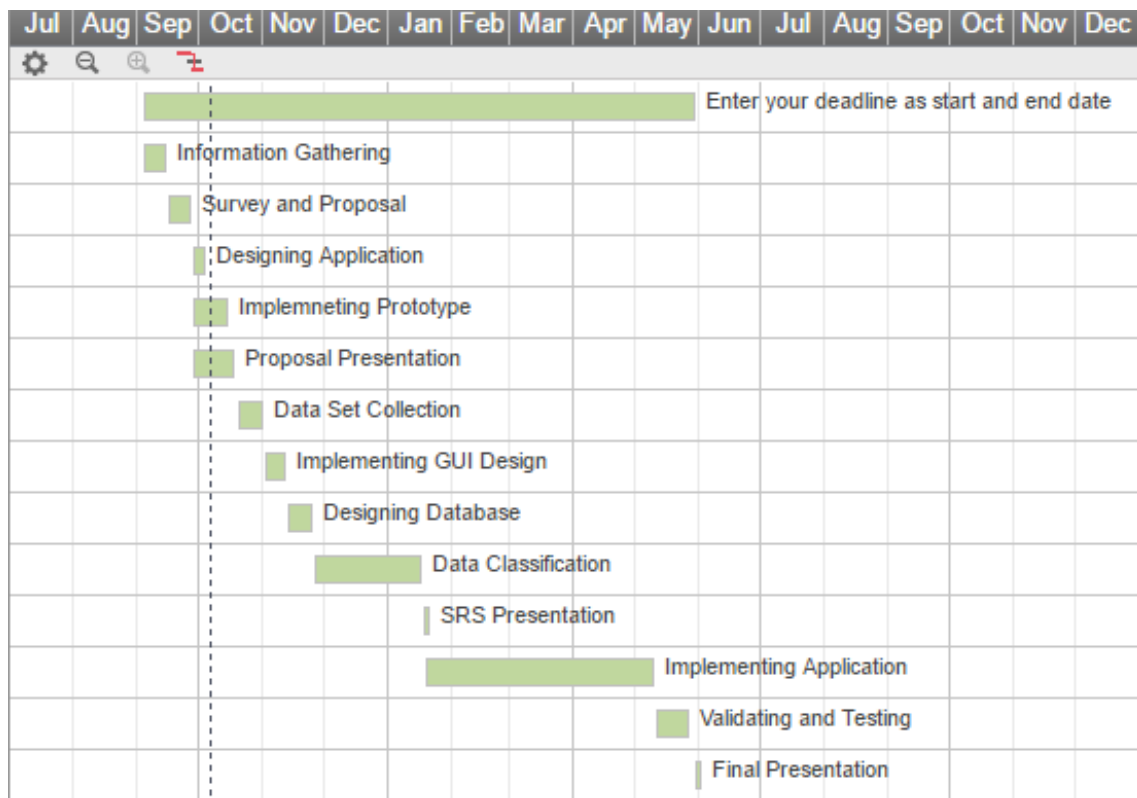 Jul Aug Sep Oct Nov Dec Jan Feb Mar Apr May Jun Jul Aug Sep Oct Nov Dec
Enter your deadline as start and end date
Information Gathering
Survey and Proposal
Designing Application
Implemneting Prototype
Proposal Presentation
Data Set Collection
Implementing GUI Design
Designing Database
Data Classification
SRS Presentation
Implementing Application
Validating and Testing
Final Presentation